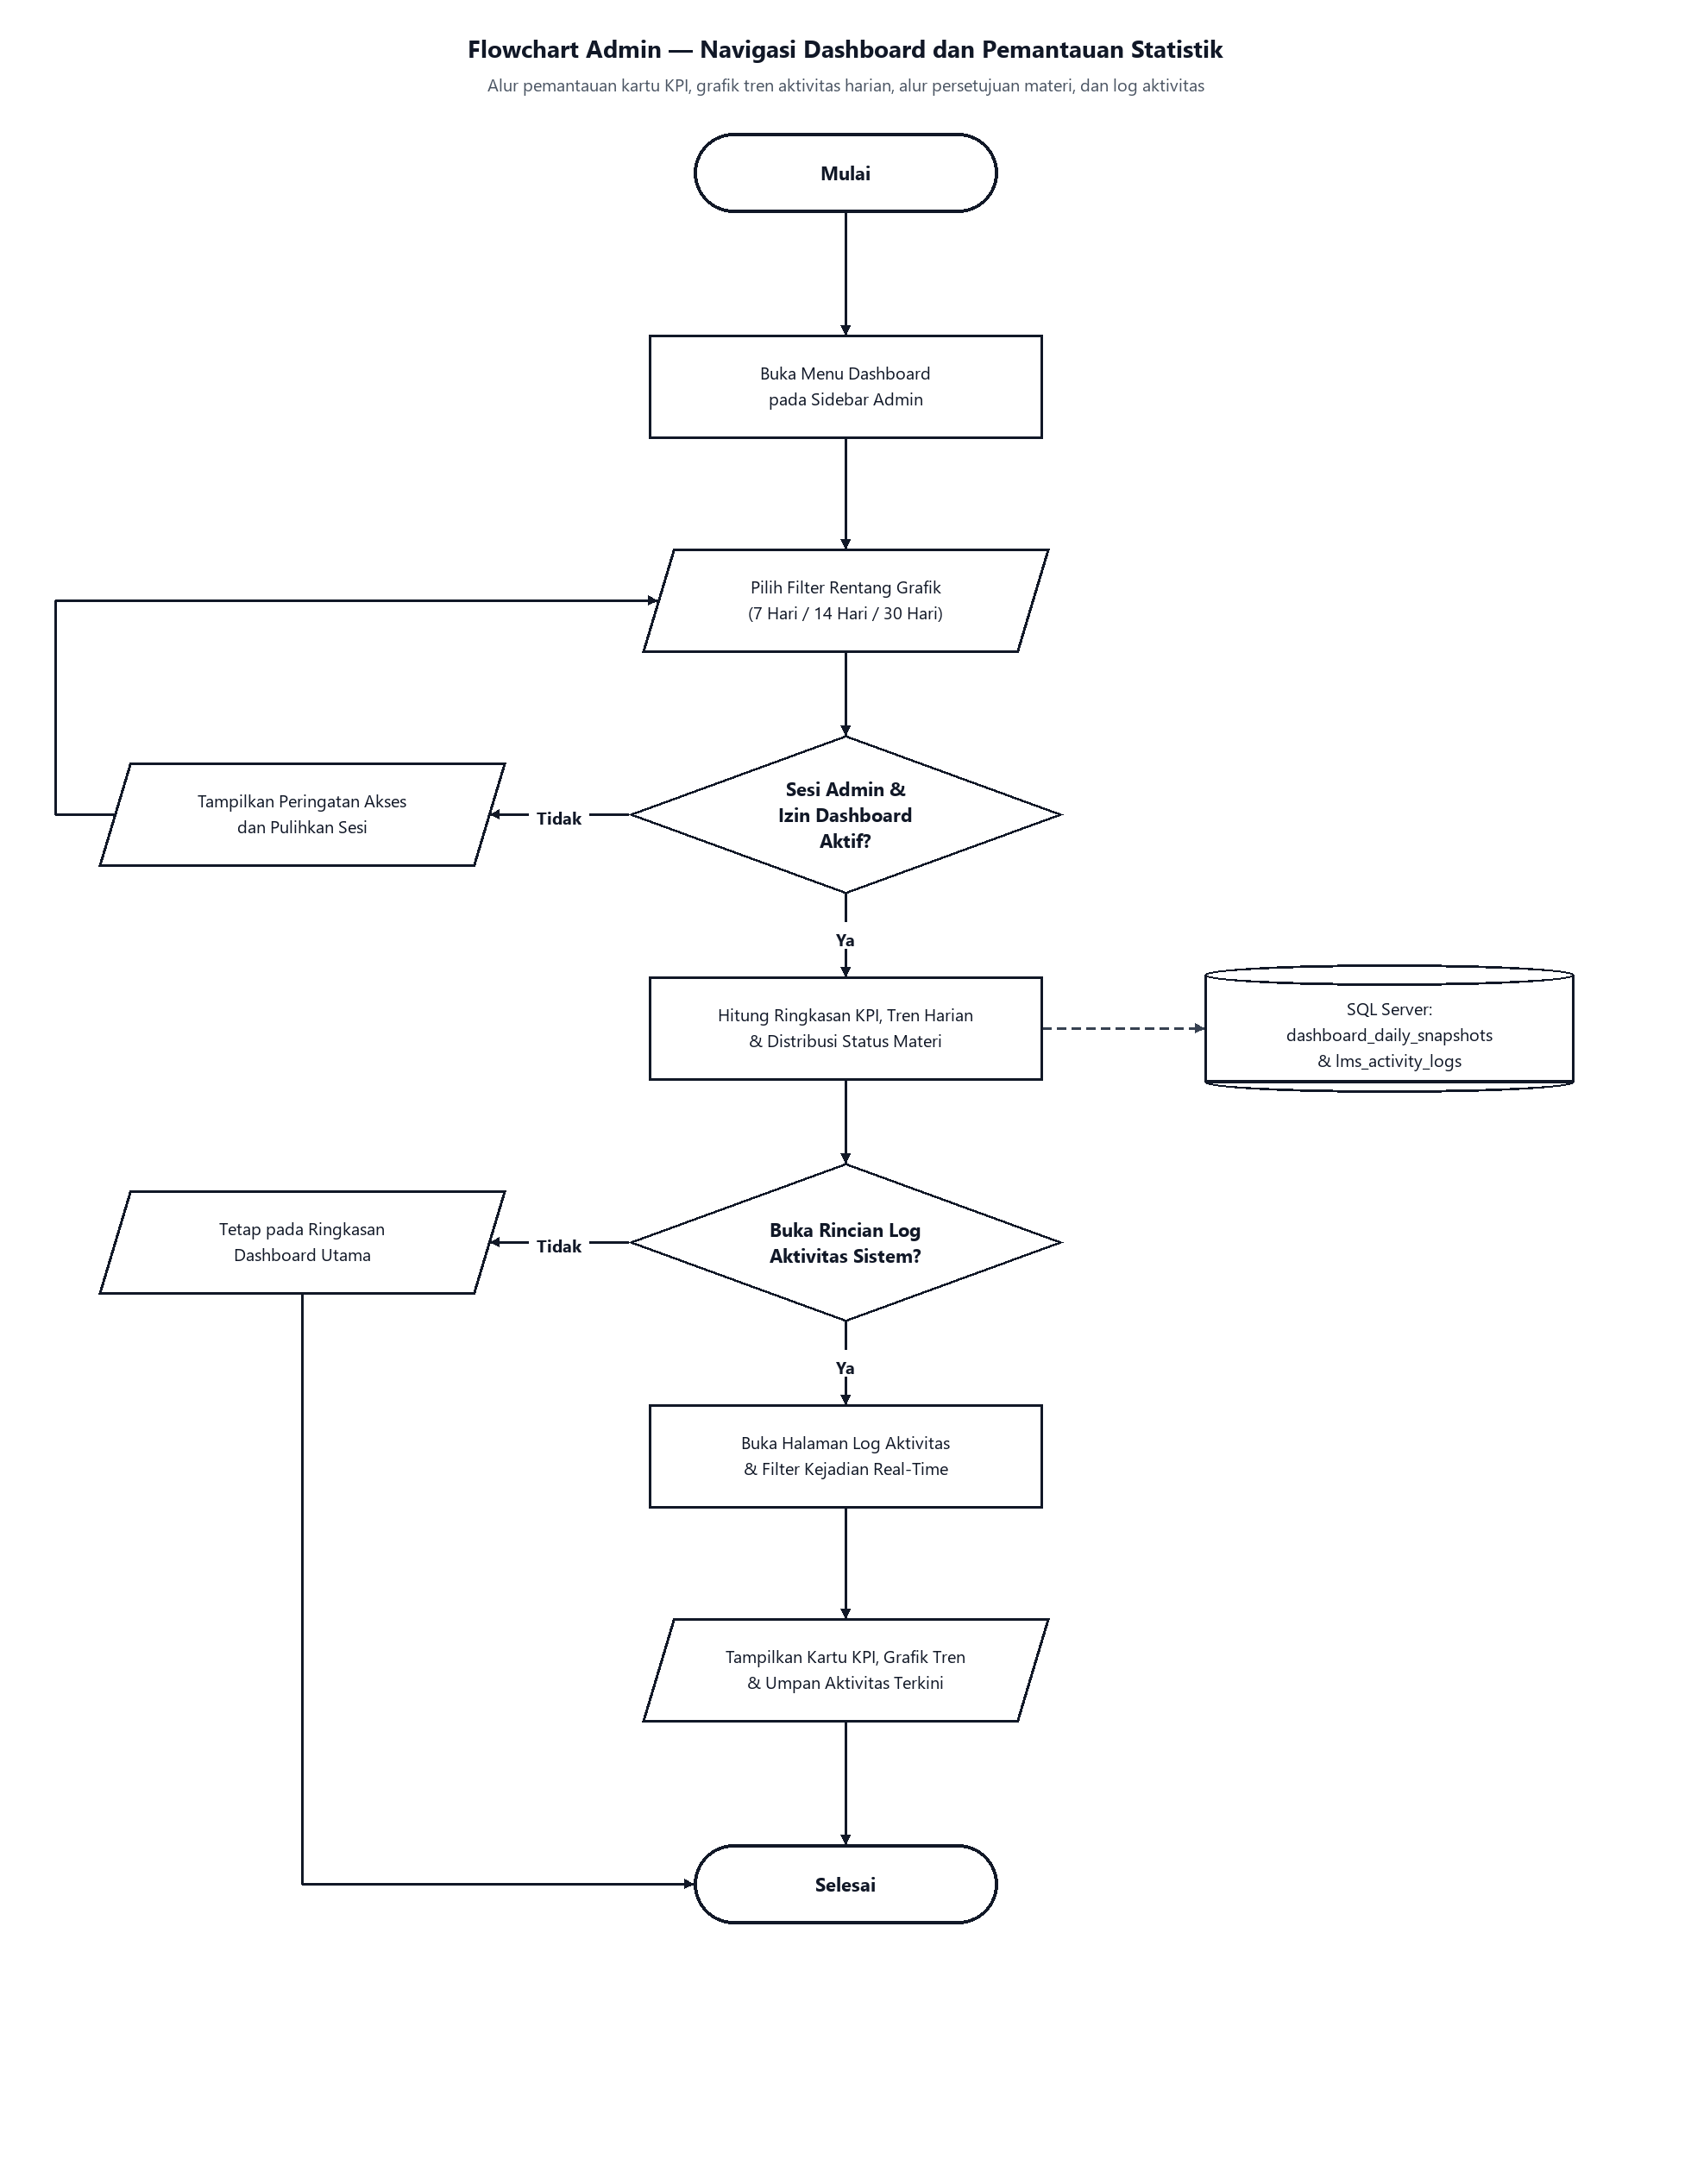 Flowchart Admin — Navigasi Dashboard dan Pemantauan Statistik
Alur pemantauan kartu KPI, grafik tren aktivitas harian, alur persetujuan materi, dan log aktivitas
Mulai
Buka Menu Dashboard
pada Sidebar Admin
Pilih Filter Rentang Grafik
(7 Hari / 14 Hari / 30 Hari)
Sesi Admin &
Izin Dashboard
Aktif?
Tidak
Tampilkan Peringatan Akses
dan Pulihkan Sesi
Ya
Hitung Ringkasan KPI, Tren Harian
& Distribusi Status Materi
SQL Server:
dashboard_daily_snapshots
& lms_activity_logs
Buka Rincian Log
Aktivitas Sistem?
Tidak
Tetap pada Ringkasan
Dashboard Utama
Ya
Buka Halaman Log Aktivitas
& Filter Kejadian Real-Time
Tampilkan Kartu KPI, Grafik Tren
& Umpan Aktivitas Terkini
Selesai